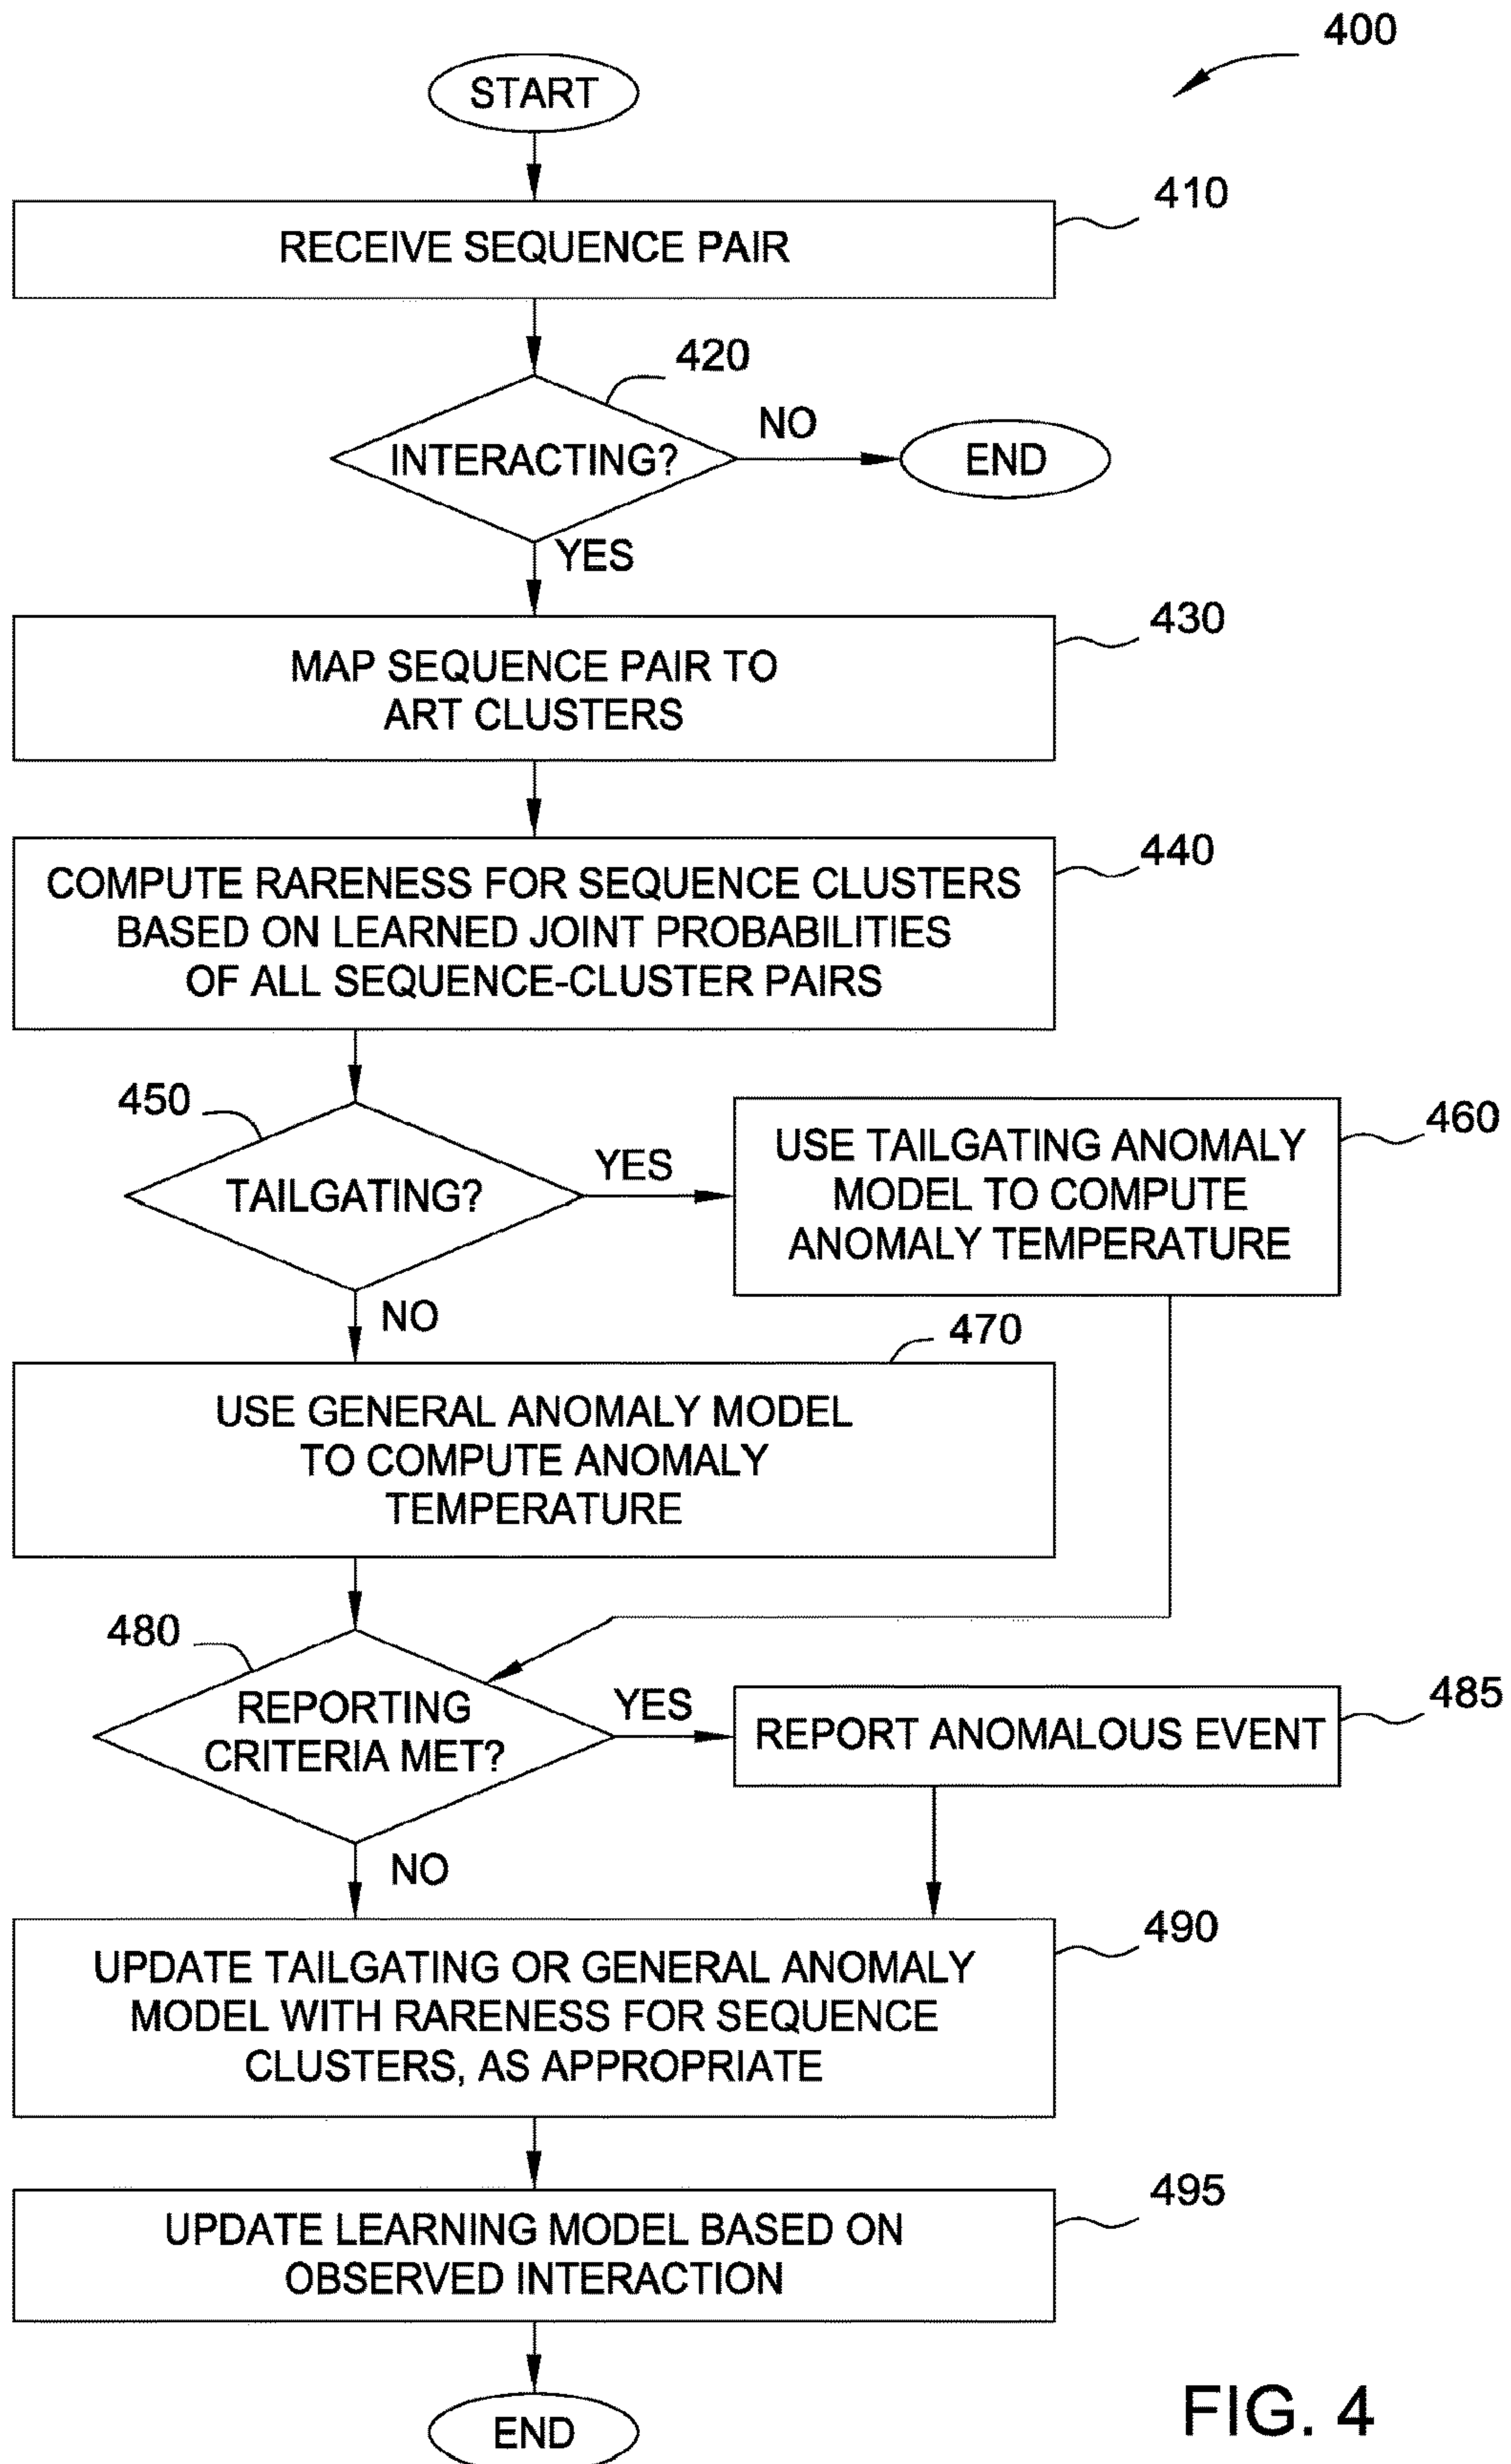 400
START
410
RECEIVE SEQUENCE PAIR
420
INTERACTING?
NO
END
YES
430
MAP SEQUENCE PAIR TO
ART CLUSTERS
440
COMPUTE RARENESS FOR SEQUENCE CLUSTERS
BASED ON LEARNED JOINT PROBABILITIES
OF ALL SEQUENCE-CLUSTER PAIRS
450
TAILGATING?
YES
460
USE TAILGATING ANOMALY
MODEL TO COMPUTE
ANOMALY TEMPERATURE
NO
470
USE GENERAL ANOMALY MODEL
TO COMPUTE ANOMALY
TEMPERATURE
480
REPORTING
CRITERIA MET?
YES
485
REPORT ANOMALOUS EVENT
NO
490
UPDATE TAILGATING OR GENERAL ANOMALY
MODEL WITH RARENESS FOR SEQUENCE
CLUSTERS, AS APPROPRIATE
495
UPDATE LEARNING MODEL BASED ON
OBSERVED INTERACTION
END
FIG. 4